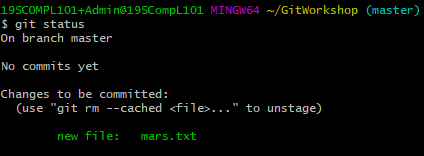 19SCOMPL101+Admin@19SCompL101 MINGW64 ~/GitWorkshop (master)
$ git status
On branch master
No commits yet
Changes to be committed:
(use "git rm --cached <file>..." to unstage)
new file: mars.txt